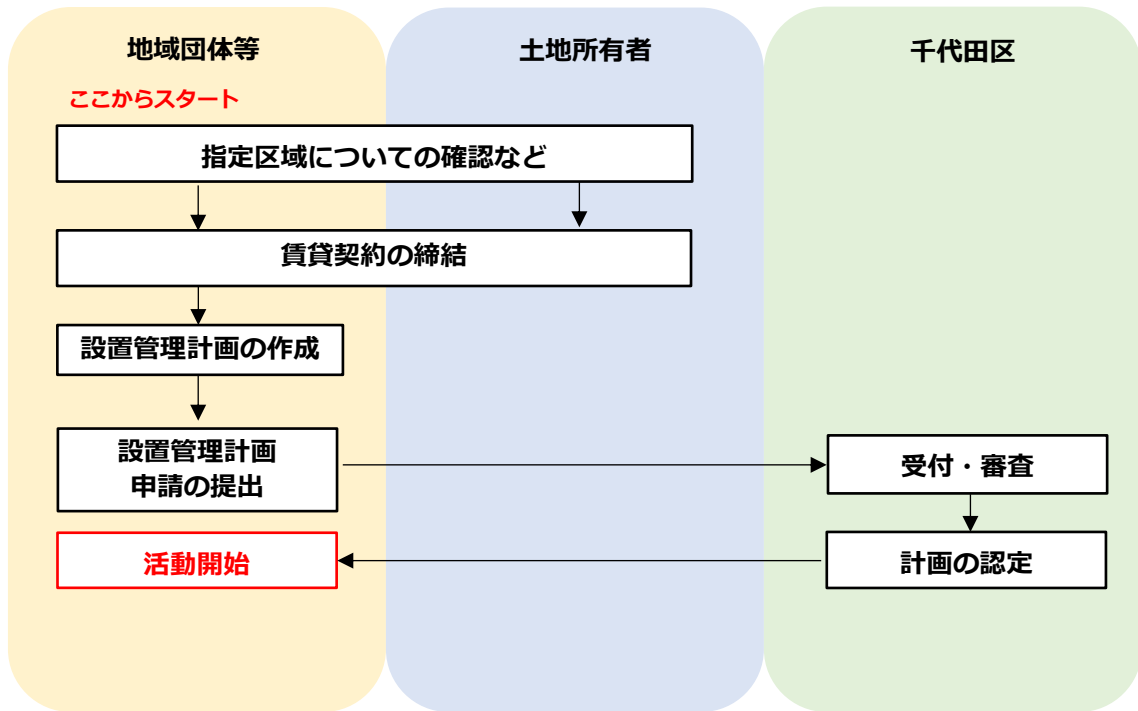 地域団体等
土地所有者
千代田区
ここからスタート
指定区域についての確認など
賃貸契約の締結
設置管理計画の作成
設置管理計画
申請の提出
受付・審査
計画の認定
活動開始